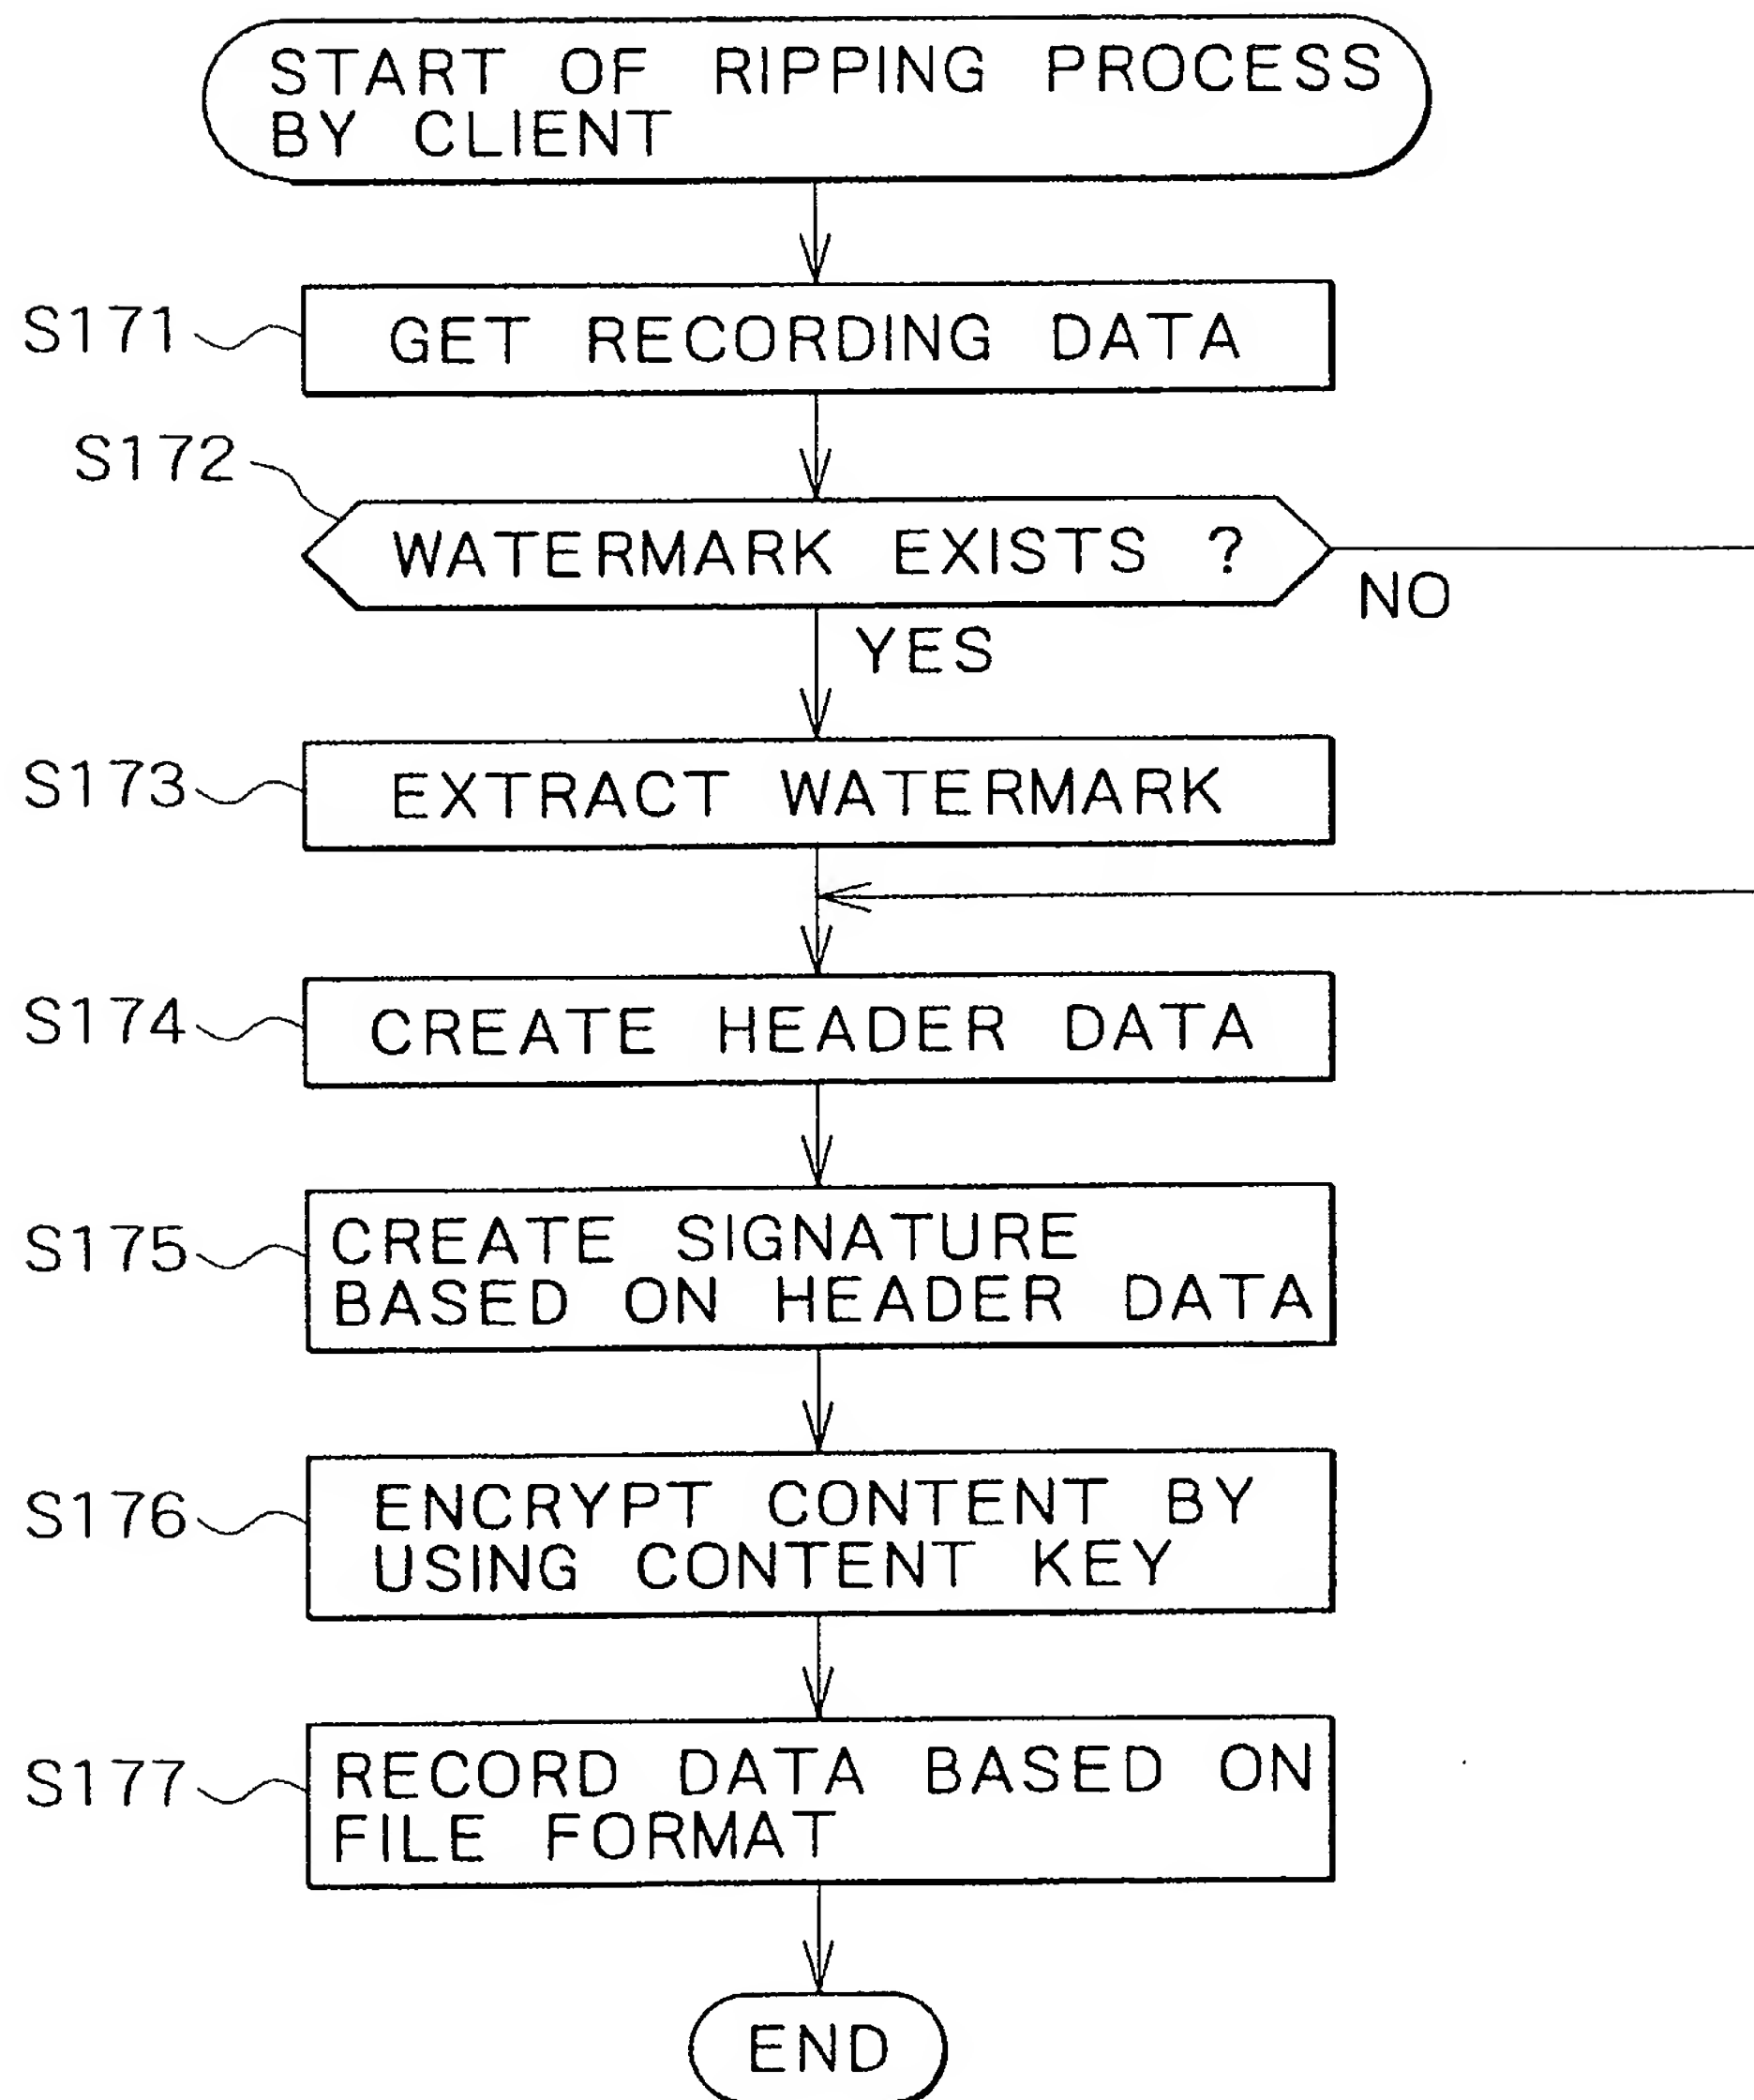 START OF RIPPING PROCESS
BY CLIENT
S171
GET RECORDING DATA
S172
WATERMARK EXISTS ?
NO
YES
S173
EXTRACT WATERMARK
S174
CREATE HEADER DATA
S175
CREATE SIGNATURE
BASED ON HEADER DATA
S176
ENCRYPT CONTENT BY
USING CONTENT KEY
S177
RECORD DATA BASED ON
FILE FORMAT
END